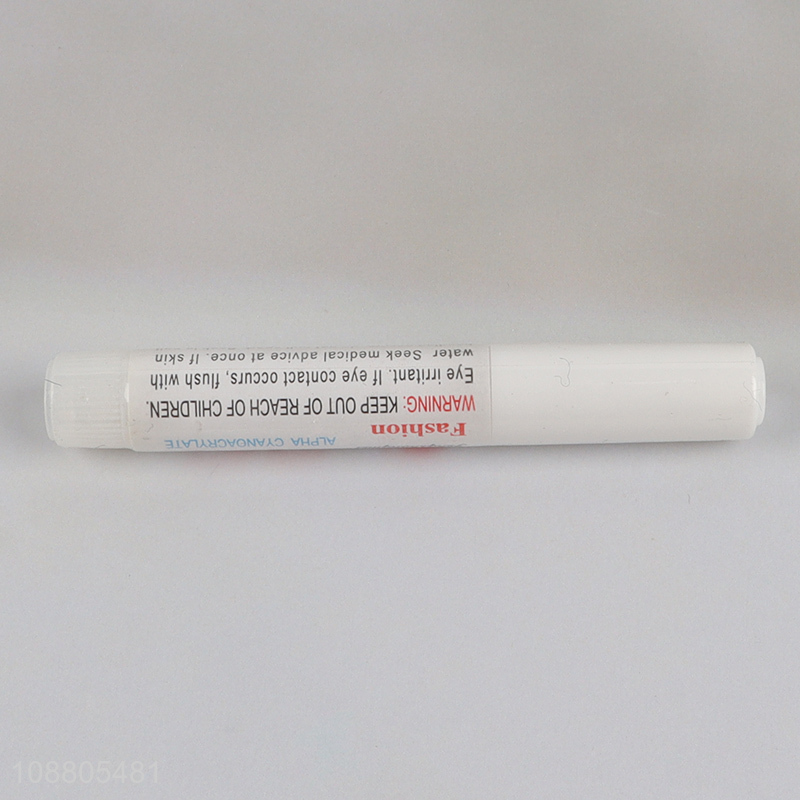 ALPHA CYANOACRYLATE
Fashion
WARNING: KEEP OUT OF REACH OF CHILDREN.
Eye irritant. If eye contact occurs, flush with
water. Seek medical advice at once. If skin
108805481